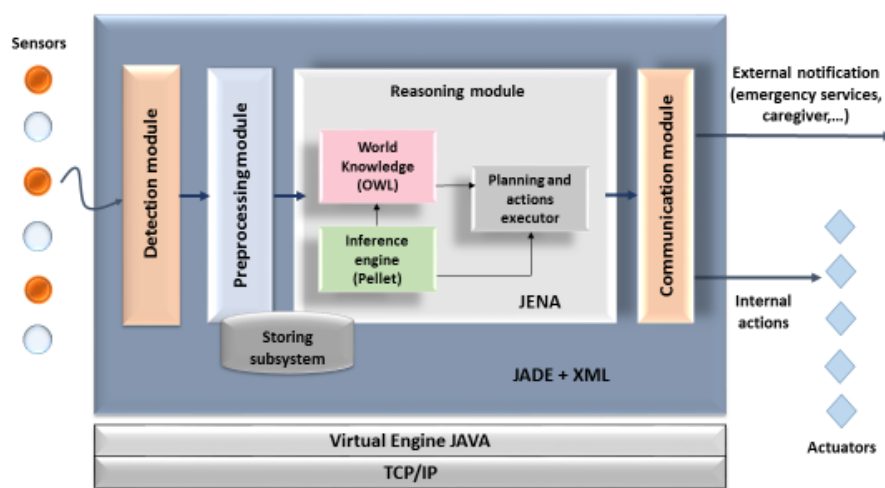 Sensors
Detection module
Preprocessing module
Reasoning module
World
Knowledge
(OWL)
Inference
engine
(Pellet)
Planning and
actions
executor
JENA
Storing
subsystem
JADE + XML
Communication module
External notification
(emergency services,
caregiver,...)
Internal
actions
Actuators
Virtual Engine JAVA
TCP/IP